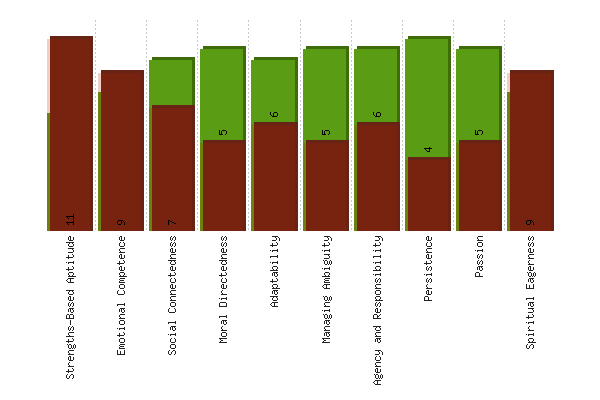 11
9
7
5
6
5
6
4
5
9
Strengths-Based Aptitude
Emotional Competence
Social Connectedness
Moral Directedness
Adaptability
Managing Ambiguity
Agency and Responsibility
Persistence
Passion
Spiritual Eagerness